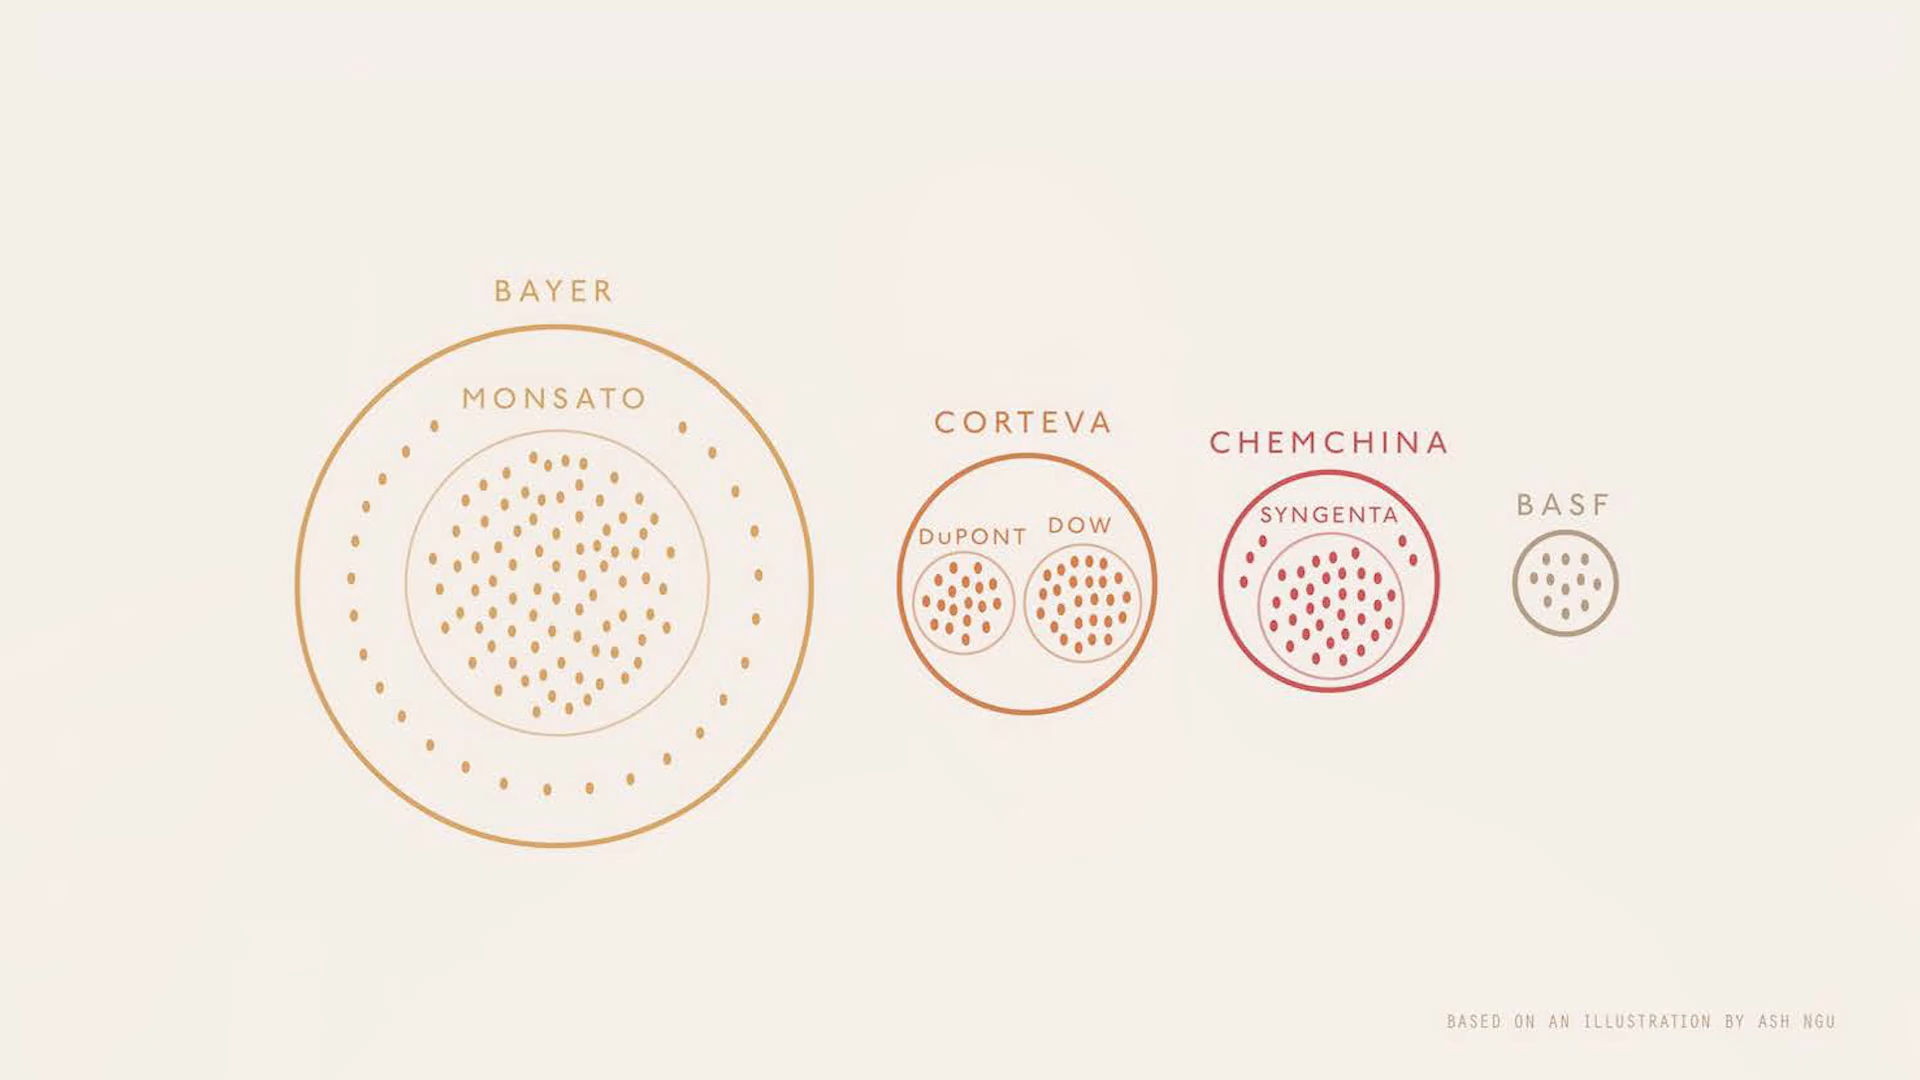 BAYER
MONSATO
CORTEVA
DuPONT
DOW
CHEMCHINA
SYNGENTA
BASF
BASED ON AN ILLUSTRATION BY ASH NGU